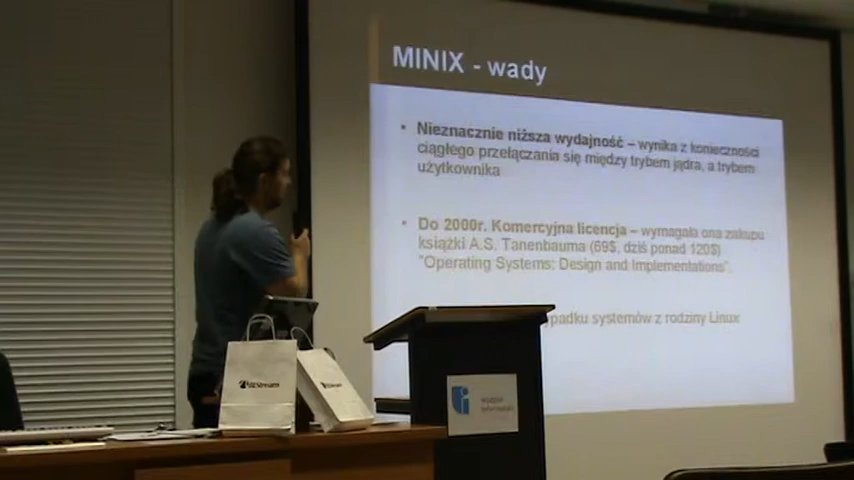 MINIX - wady
• Nieznacznie niższa wydajność – wynika z konieczności
ciągłego przełączania się między trybem jądra, a trybem
użytkownika
• Do 2000r. Komercyjna licencja – wymagała ona zakupu
książki A.S. Tanenbauma (69$, dziś ponad 120$)
"Operating Systems: Design and Implementations".
systemów z rodziny Linux